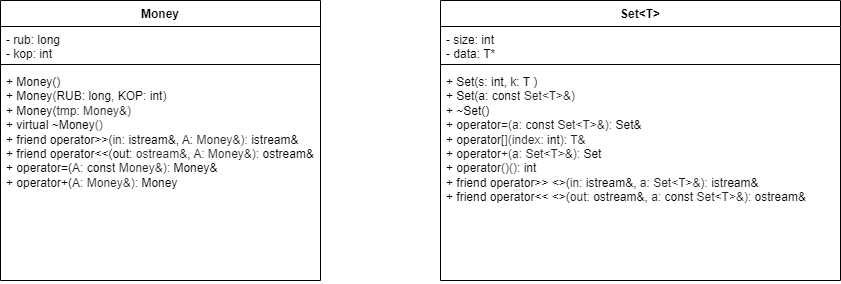 Money
- rub: long
- kop: int
+ Money()
+ Money(RUB: long, KOP: int)
+ Money(tmp: Money&)
+ virtual ~Money()
+ friend operator>>(in: istream&, A: Money&): istream&
+ friend operator<<(out: ostream&, A: Money&): ostream&
+ operator=(A: const Money&): Money&
+ operator+(A: Money&): Money
Set<T>
- size: int
- data: T*
+ Set(s: int, k: T )
+ Set(a: const Set<T>&)
+ ~Set()
+ operator=(a: const Set<T>&): Set&
+ operator[](index: int): T&
+ operator+(a: Set<T>&): Set
+ operator()(): int
+ friend operator>> <>(in: istream&, a: Set<T>&): istream&
+ friend operator<< <>(out: ostream&, a: const Set<T>&): ostream&